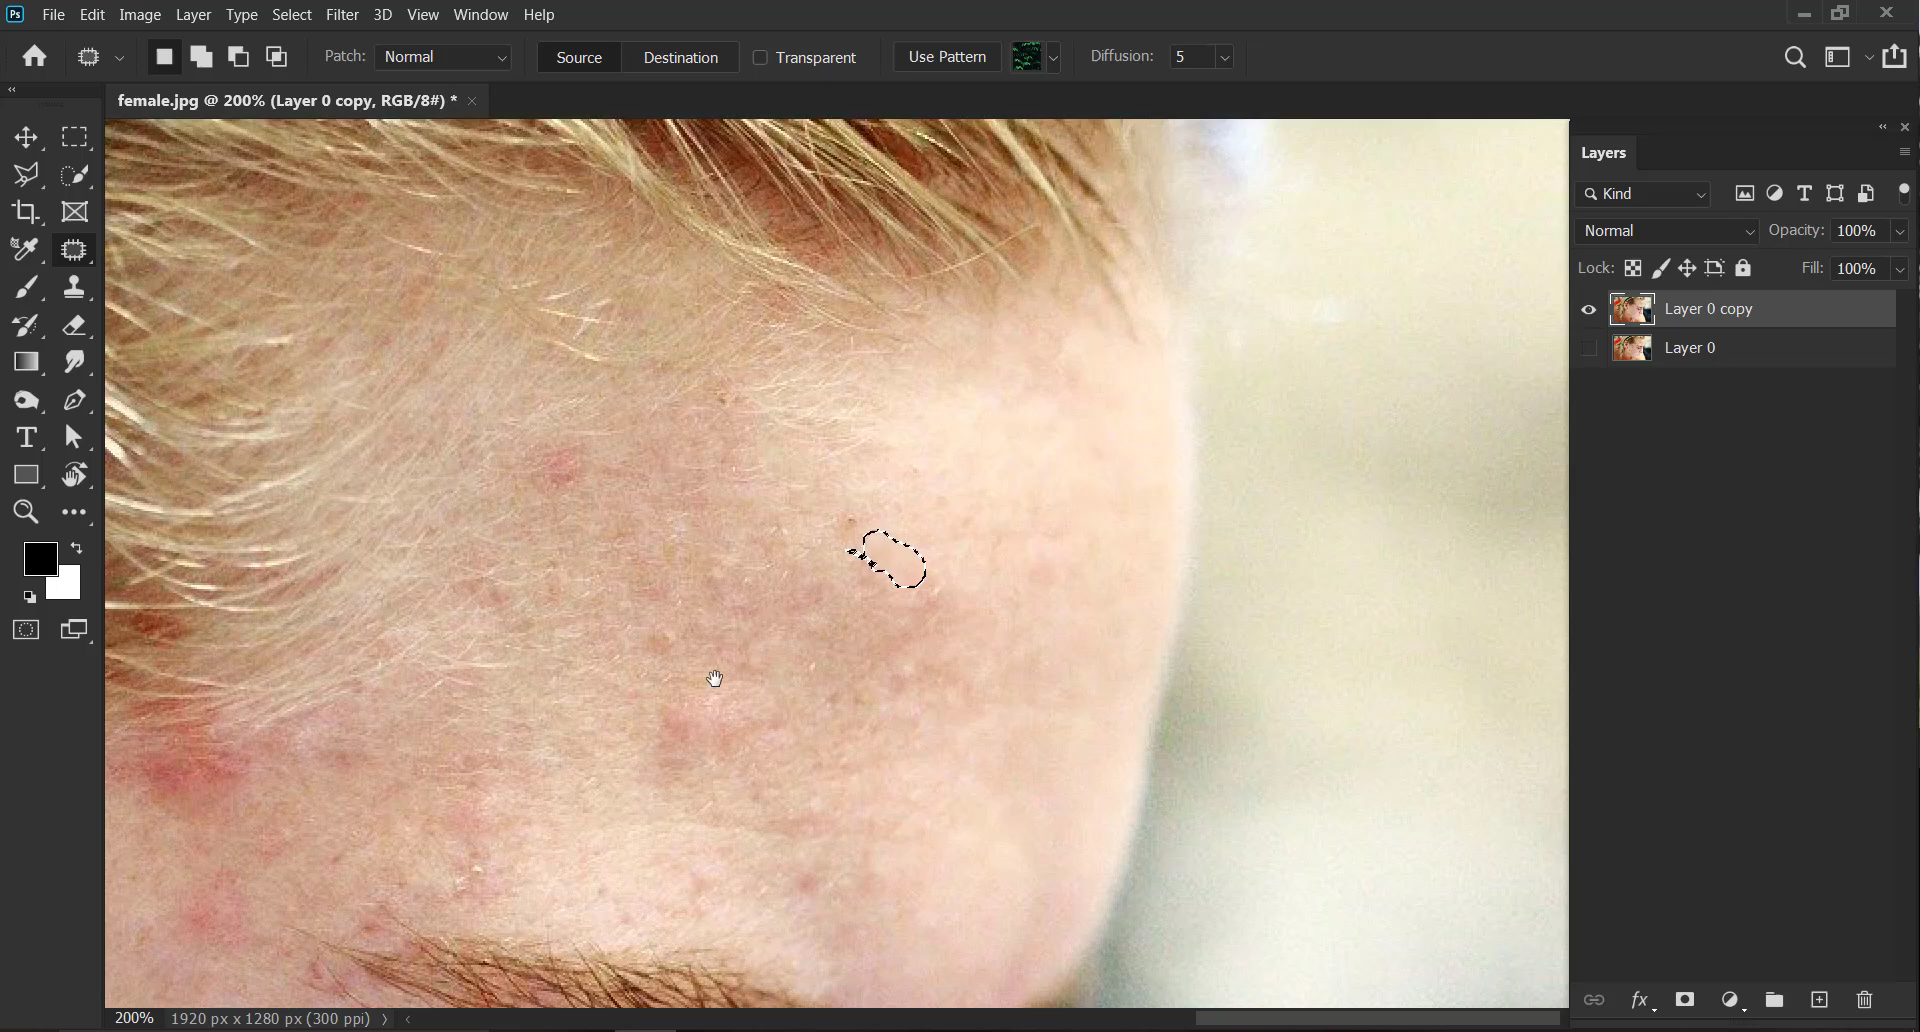 Ps File Edit Image Layer Type Select Filter 3D View Window Help
Patch: Normal Source Destination Transparent Use Pattern Diffusion: 5
female.jpg @ 200% (Layer 0 copy, RGB/8#) *
Layers
Kind
Normal Opacity: 100%
Lock: Fill: 100%
Layer 0 copy
Layer 0
fx
200% 1920 px x 1280 px (300 ppi)